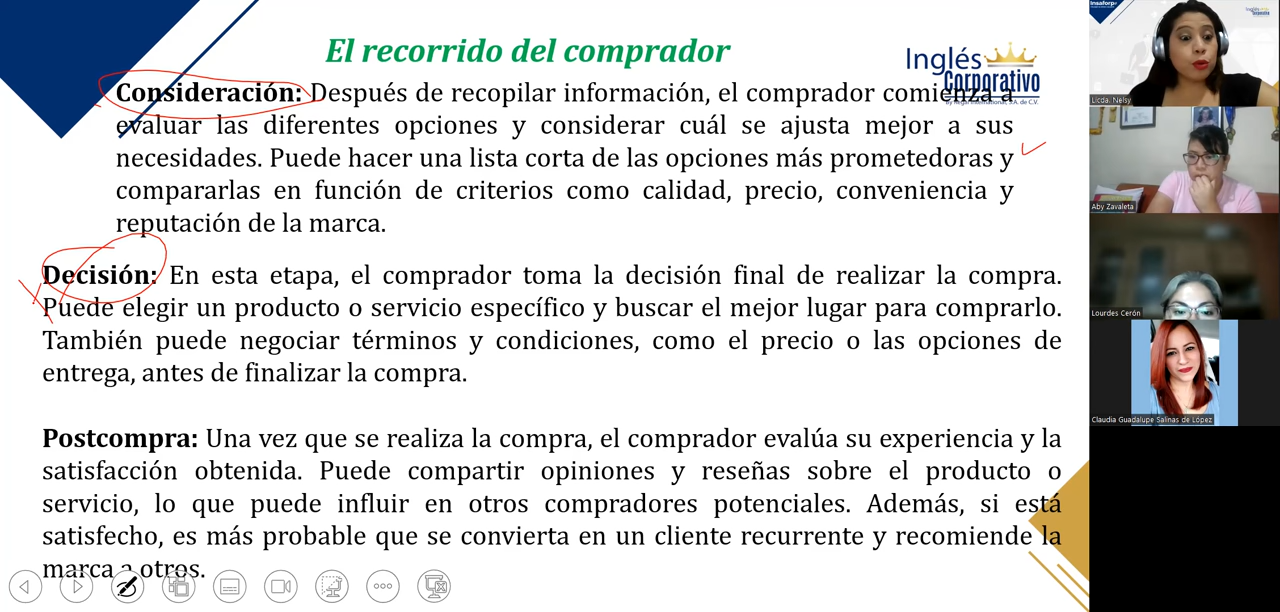 El recorrido del comprador
Inglés
Corporativo
By Regal International, S.A. de C.V.
Consideración: Después de recopilar información, el comprador comienza a
evaluar las diferentes opciones y considerar cuál se ajusta mejor a sus
necesidades. Puede hacer una lista corta de las opciones más prometedoras y
compararlas en función de criterios como calidad, precio, conveniencia y
reputación de la marca.
Decisión: En esta etapa, el comprador toma la decisión final de realizar la compra.
Puede elegir un producto o servicio específico y buscar el mejor lugar para comprarlo.
También puede negociar términos y condiciones, como el precio o las opciones de
entrega, antes de finalizar la compra.
Postcompra: Una vez que se realiza la compra, el comprador evalúa su experiencia y la
satisfacción obtenida. Puede compartir opiniones y reseñas sobre el producto o
servicio, lo que puede influir en otros compradores potenciales. Además, si está
satisfecho, es más probable que se convierta en un cliente recurrente y recomiende la
marca a otros.
Insaforp
Inglés
Corporativo
Licda. Nelsy
Aby Zavaleta
Lourdes Cerón
Claudia Guadalupe Salinas de López